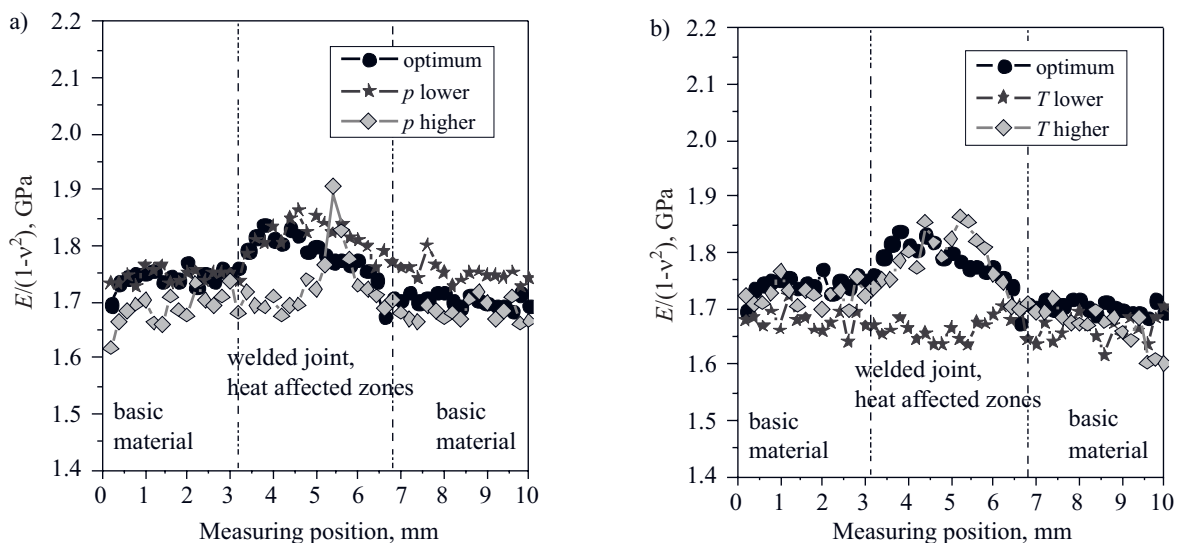 a)
E/(1-ν²), GPa
2.2
2.1
2.0
1.9
1.8
1.7
1.6
1.5
1.4
optimum
p lower
p higher
welded joint,
heat affected zones
basic
material
basic
material
0 1 2 3 4 5 6 7 8 9 10
Measuring position, mm
b)
E/(1-ν²), GPa
2.2
2.1
2.0
1.9
1.8
1.7
1.6
1.5
1.4
optimum
T lower
T higher
welded joint,
heat affected zones
basic
material
basic
material
0 1 2 3 4 5 6 7 8 9 10
Measuring position, mm